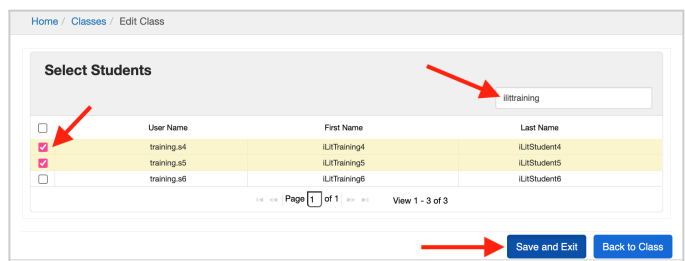 Home / Classes / Edit Class
Select Students
ilittraining
User Name First Name Last Name
training.s4 iLitTraining4 iLitStudent4
training.s5 iLitTraining5 iLitStudent5
training.s6 iLitTraining6 iLitStudent6
Page 1 of 1 View 1 - 3 of 3
Save and Exit Back to Class